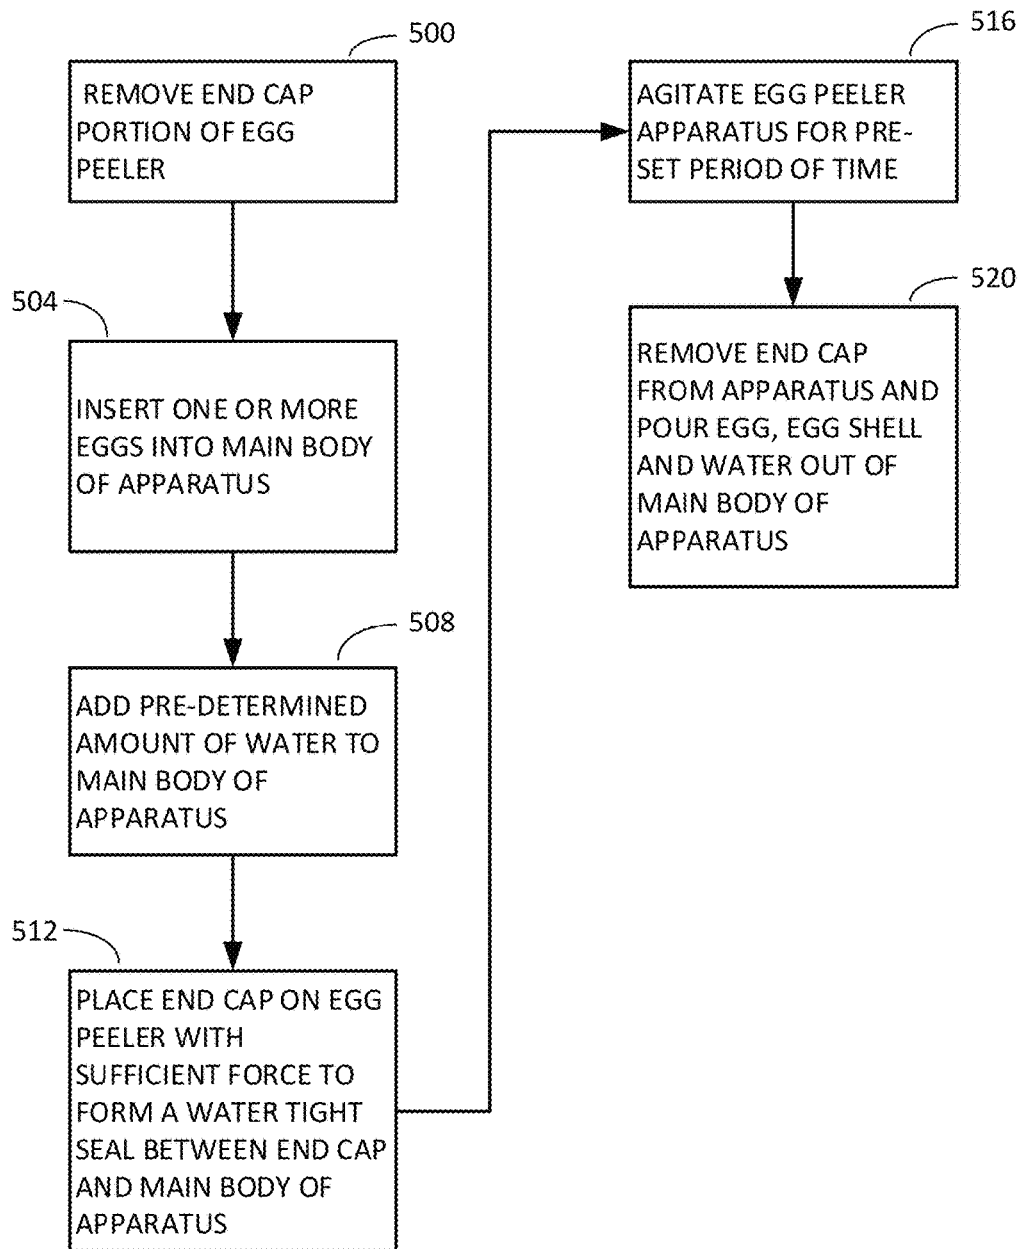 500
REMOVE END CAP
PORTION OF EGG
PEELER
504
INSERT ONE OR MORE
EGGS INTO MAIN BODY
OF APPARATUS
508
ADD PRE-DETERMINED
AMOUNT OF WATER TO
MAIN BODY OF
APPARATUS
512
PLACE END CAP ON EGG
PEELER WITH
SUFFICIENT FORCE TO
FORM A WATER TIGHT
SEAL BETWEEN END CAP
AND MAIN BODY OF
APPARATUS
516
AGITATE EGG PEELER
APPARATUS FOR PRE-
SET PERIOD OF TIME
520
REMOVE END CAP
FROM APPARATUS AND
POUR EGG, EGG SHELL
AND WATER OUT OF
MAIN BODY OF
APPARATUS